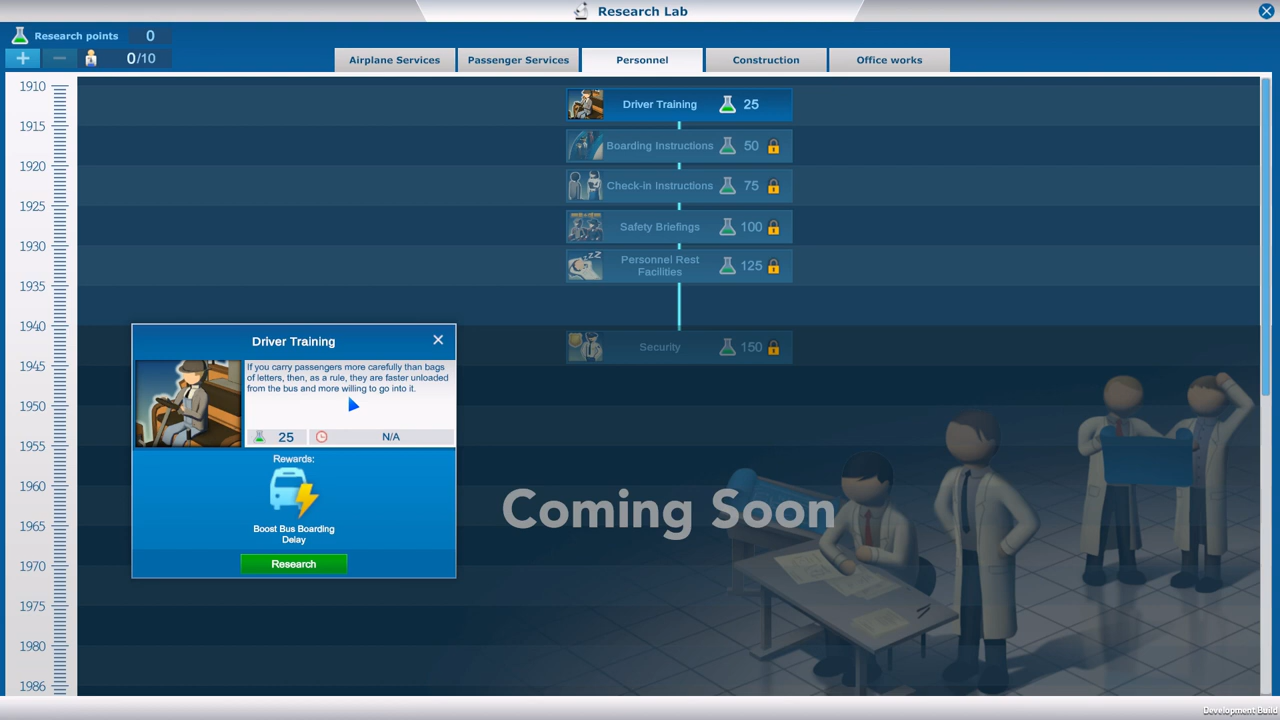 Research Lab
Research points 0
0/10
Airplane Services
Passenger Services
Personnel
Construction
Office works
1910
1915
1920
1925
1930
1935
1940
1945
1950
1955
1960
1965
1970
1975
1980
1986
Driver Training 25
Boarding Instructions 50
Check-in Instructions 75
Safety Briefings 100
Personnel Rest
Facilities 125
Security 150
Driver Training
If you carry passengers more carefully than bags
of letters, then, as a rule, they are faster unloaded
from the bus and more willing to go into it.
25 N/A
Rewards:
Boost Bus Boarding
Delay
Research
Coming Soon
Development Build